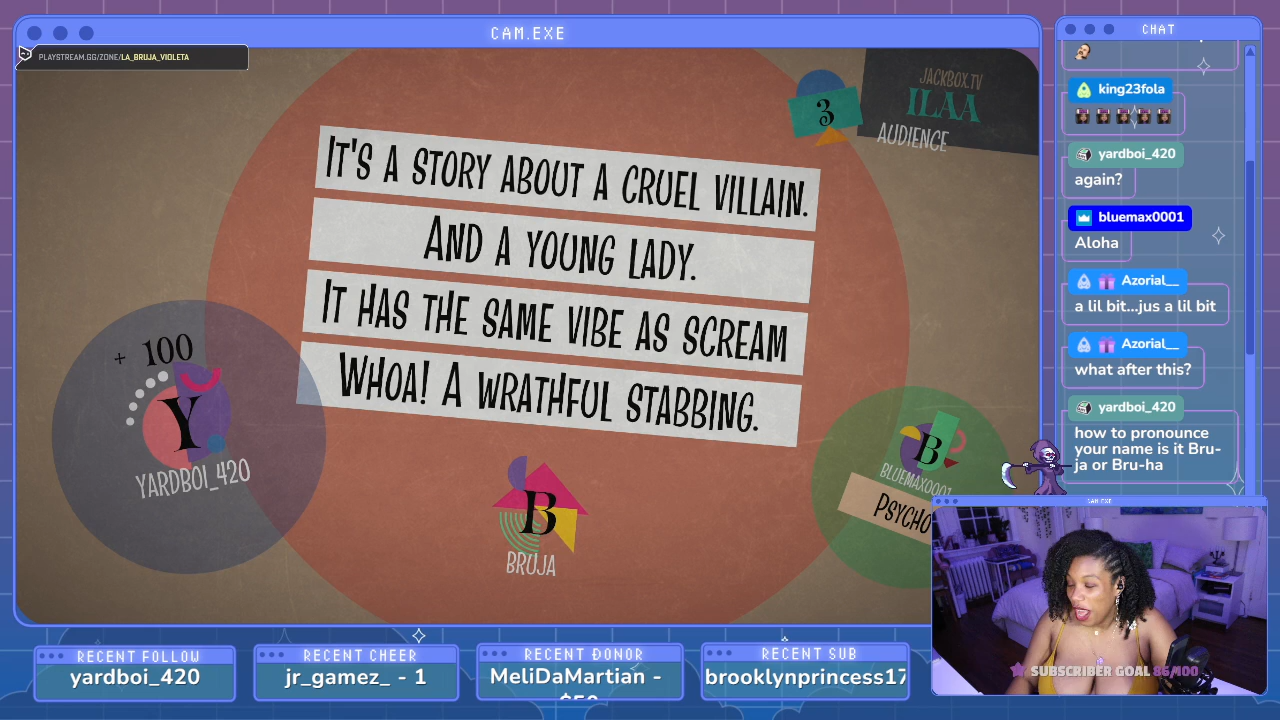 CAM.EXE
PLAYSTREAM.GG/ZONE/LA_BRUJA_VIOLETA
JACKBOX.TV
ILAA
3
AUDIENCE
IT'S A STORY ABOUT A CRUEL VILLAIN.
AND A YOUNG LADY.
IT HAS THE SAME VIBE AS SCREAM
WHOA! A WRATHFUL STABBING.
+ 100
Y
YARDBOI_420
B
BRUJA
B
BLUEMAX0001
PSYCHO
CHAT
king23fola
yardboi_420
again?
bluemax0001
Aloha
Azorial__
a lil bit...jus a lil bit
Azorial__
what after this?
yardboi_420
how to pronounce
your name is it Bru-
ja or Bru-ha
CAM.EXE
SUBSCRIBER GOAL 86/100
RECENT FOLLOW
yardboi_420
RECENT CHEER
jr_gamez_ - 1
RECENT DONOR
MeliDaMartian -
RECENT SUB
brooklynprincess17